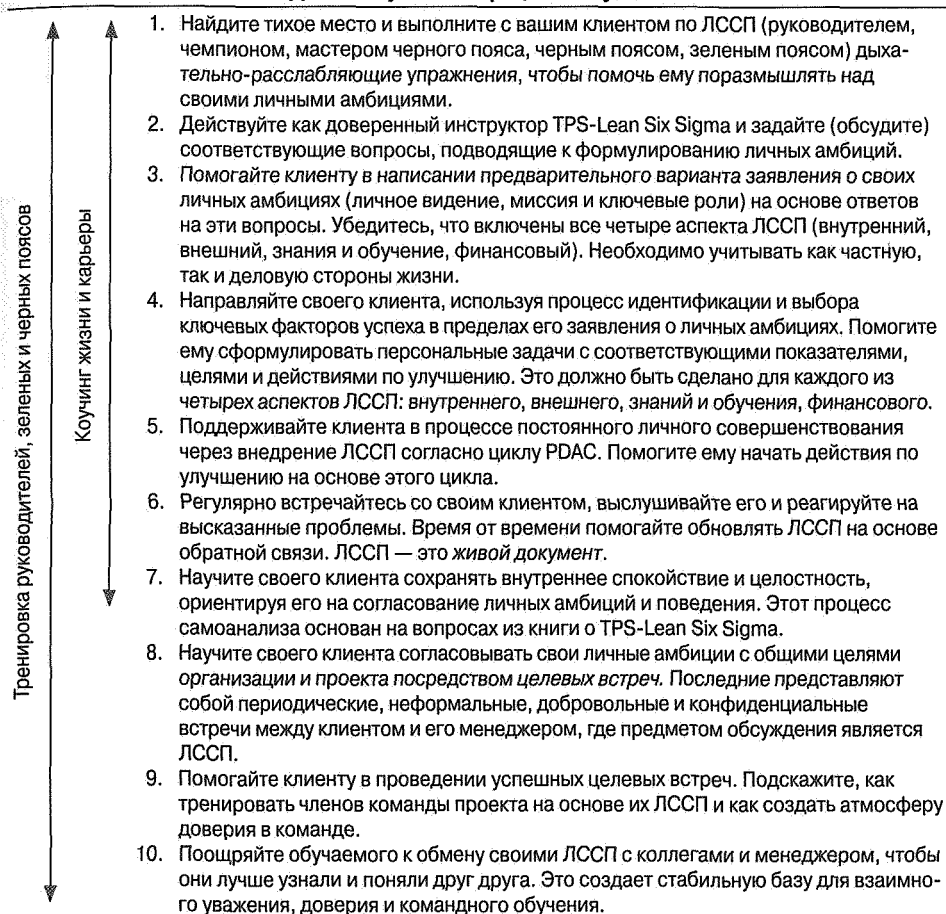 1. Найдите тихое место и выполните с вашим клиентом по ЛССП (руководителем,
чемпионом, мастером черного пояса, черным поясом, зеленым поясом) дыха-
тельно-расслабляющие упражнения, чтобы помочь ему поразмышлять над
своими личными амбициями.
2. Действуйте как доверенный инструктор TPS-Lean Six Sigma и задайте (обсудите)
соответствующие вопросы, подводящие к формулированию личных амбиций.
3. Помогайте клиенту в написании предварительного варианта заявления о своих
личных амбициях (личное видение, миссия и ключевые роли) на основе ответов
на эти вопросы. Убедитесь, что включены все четыре аспекта ЛССП (внутренний,
внешний, знания и обучение, финансовый). Необходимо учитывать как частную,
так и деловую стороны жизни.
4. Направляйте своего клиента, используя процесс идентификации и выбора
ключевых факторов успеха в пределах его заявления о личных амбициях. Помогите
ему сформулировать персональные задачи с соответствующими показателями,
целями и действиями по улучшению. Это должно быть сделано для каждого из
четырех аспектов ЛССП: внутреннего, внешнего, знаний и обучения, финансового.
5. Поддерживайте клиента в процессе постоянного личного совершенствования
через внедрение ЛССП согласно циклу PDAC. Помогите ему начать действия по
улучшению на основе этого цикла.
6. Регулярно встречайтесь со своим клиентом, выслушивайте его и реагируйте на
высказанные проблемы. Время от времени помогайте обновлять ЛССП на основе
обратной связи. ЛССП — это живой документ.
7. Научите своего клиента сохранять внутреннее спокойствие и целостность,
ориентируя его на согласование личных амбиций и поведения. Этот процесс
самоанализа основан на вопросах из книги о TPS-Lean Six Sigma.
8. Научите своего клиента согласовывать свои личные амбиции с общими целями
организации и проекта посредством целевых встреч. Последние представляют
собой периодические, неформальные, добровольные и конфиденциальные
встречи между клиентом и его менеджером, где предметом обсуждения является
ЛССП.
9. Помогайте клиенту в проведении успешных целевых встреч. Подскажите, как
тренировать членов команды проекта на основе их ЛССП и как создать атмосферу
доверия в команде.
10. Поощряйте обучаемого к обмену своими ЛССП с коллегами и менеджером, чтобы
они лучше узнали и поняли друг друга. Это создает стабильную базу для взаимно-
го уважения, доверия и командного обучения.
Тренировка руководителей, зеленых и черных поясов
Коучинг жизни и карьеры